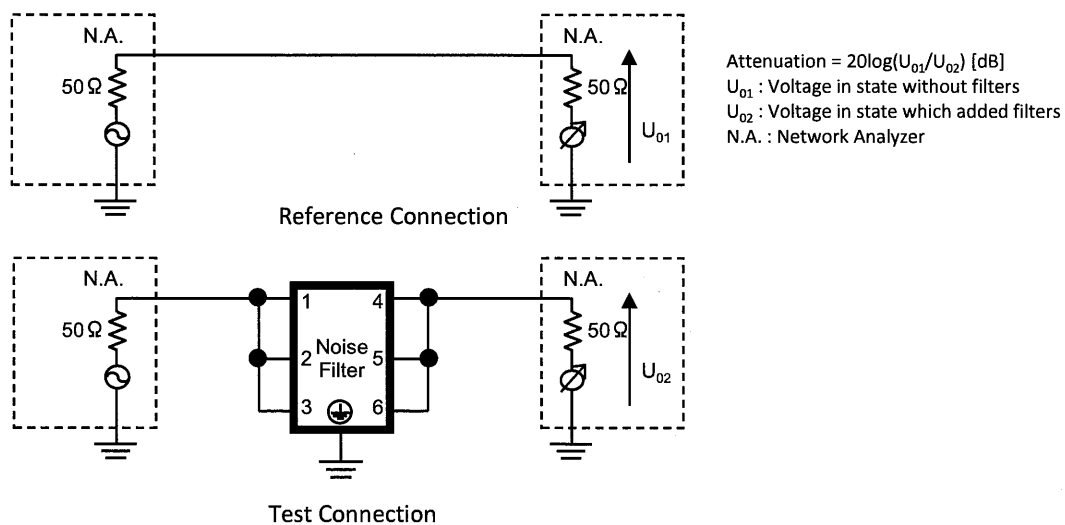 N.A.
50 Ω
N.A.
50 Ω
U01
Attenuation = 20log(U01/U02) [dB]
U01 : Voltage in state without filters
U02 : Voltage in state which added filters
N.A. : Network Analyzer
Reference Connection
N.A.
50 Ω
1
2
3
Noise
Filter
4
5
6
N.A.
50 Ω
U02
Test Connection